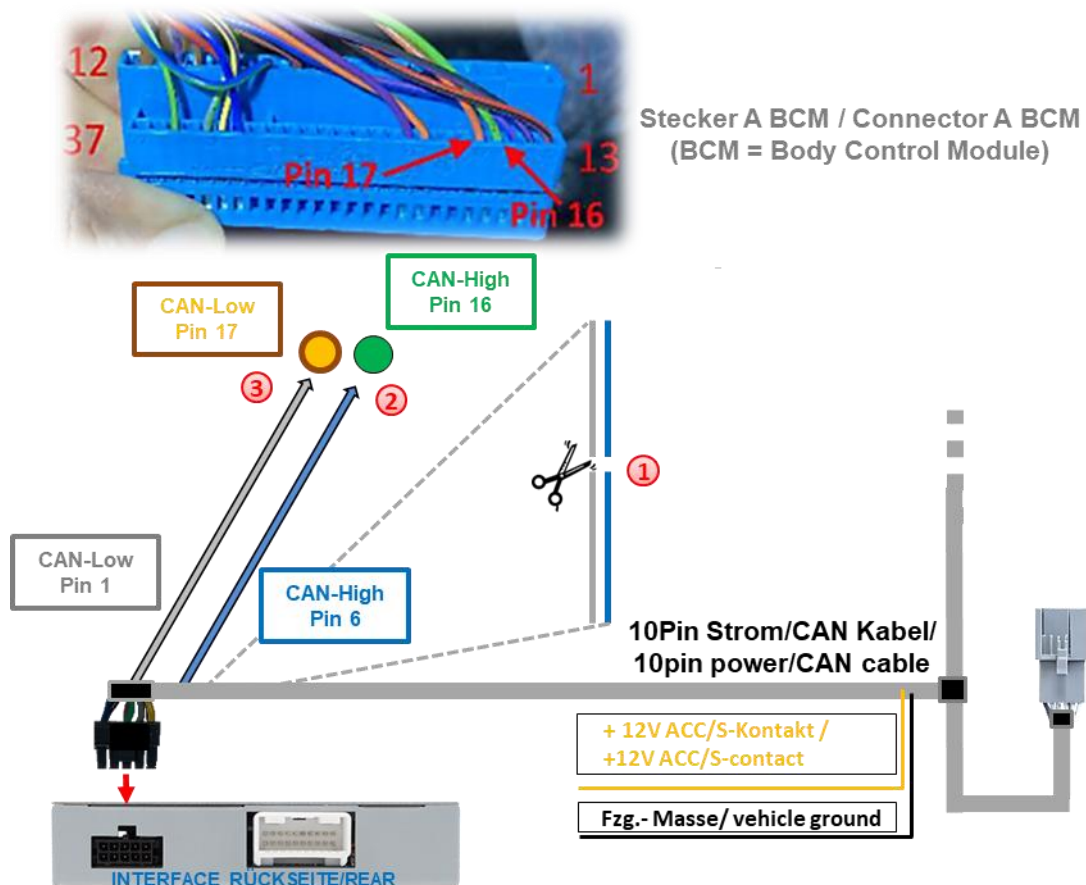 12
1
37
13
Pin 17
Pin 16
Stecker A BCM / Connector A BCM
(BCM = Body Control Module)
CAN-High
Pin 16
CAN-Low
Pin 17
3
2
1
CAN-Low
Pin 1
CAN-High
Pin 6
10Pin Strom/CAN Kabel/
10pin power/CAN cable
+ 12V ACC/S-Kontakt /
+12V ACC/S-contact
Fzg.- Masse/ vehicle ground
INTERFACE RÜCKSEITE/REAR